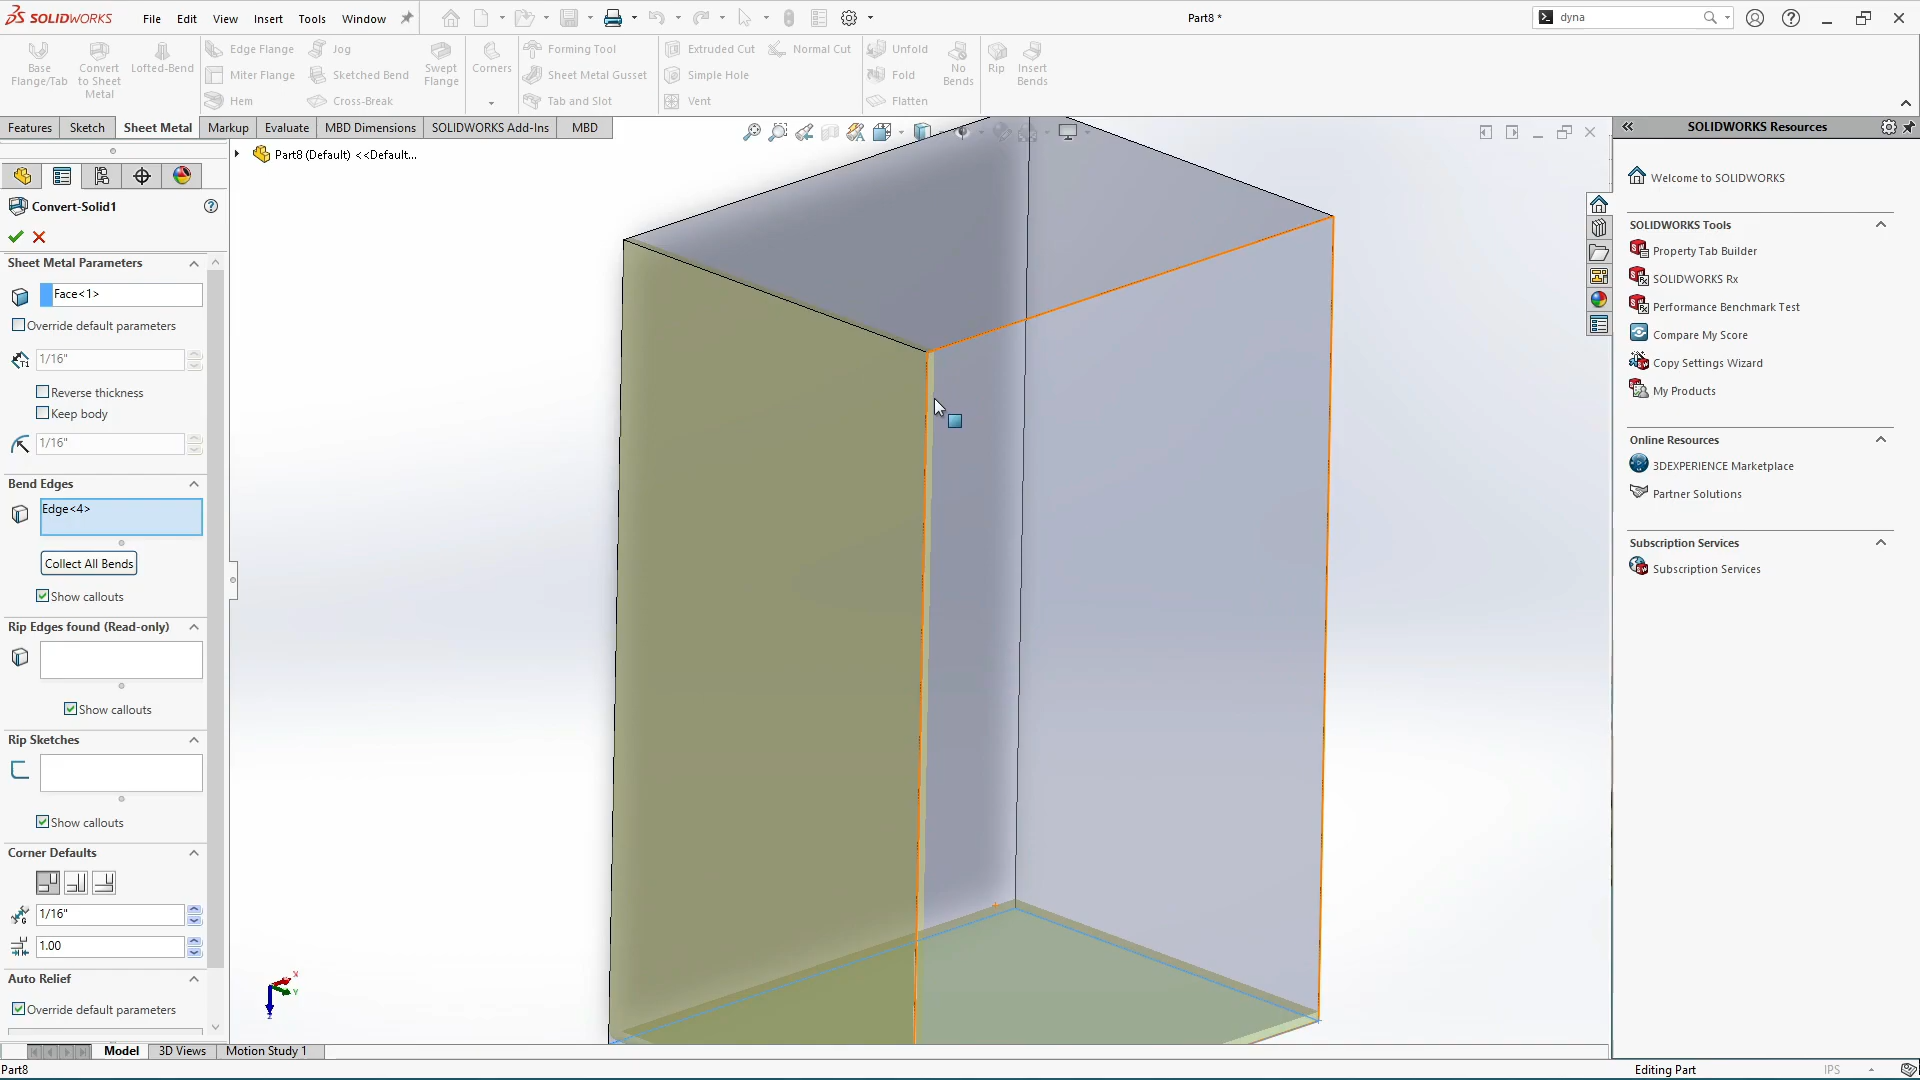 SOLIDWORKS File Edit View Insert Tools Window Part8 * dyna
Base Flange/Tab
Convert to Sheet Metal
Lofted-Bend
Edge Flange
Miter Flange
Hem
Jog
Sketched Bend
Cross-Break
Swept Flange
Corners
Forming Tool
Sheet Metal Gusset
Tab and Slot
Extruded Cut
Simple Hole
Vent
Normal Cut
Unfold
Fold
Flatten
No Bends
Rip
Insert Bends
Features Sketch Sheet Metal Markup Evaluate MBD Dimensions SOLIDWORKS Add-Ins MBD
Part8 (Default) <<Default...
Convert-Solid1
Sheet Metal Parameters
Face<1>
Override default parameters
1/16"
Reverse thickness
Keep body
1/16"
Bend Edges
Edge<4>
Collect All Bends
Show callouts
Rip Edges found (Read-only)
Show callouts
Rip Sketches
Show callouts
Corner Defaults
1/16"
1.00
Auto Relief
Override default parameters
X
Y
Z
SOLIDWORKS Resources
Welcome to SOLIDWORKS
SOLIDWORKS Tools
Property Tab Builder
SOLIDWORKS Rx
Performance Benchmark Test
Compare My Score
Copy Settings Wizard
My Products
Online Resources
3DEXPERIENCE Marketplace
Partner Solutions
Subscription Services
Subscription Services
Model 3D Views Motion Study 1
Part8 Editing Part IPS